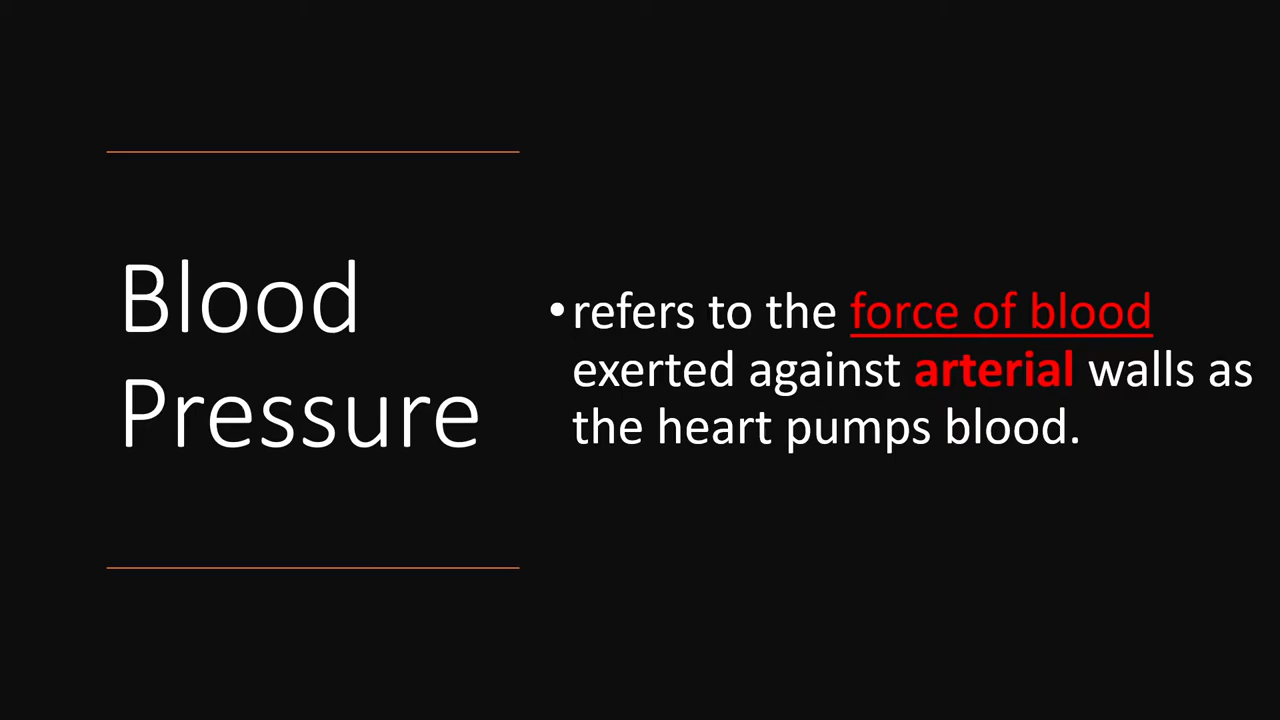 Blood
Pressure
•refers to the force of blood
exerted against arterial walls as
the heart pumps blood.